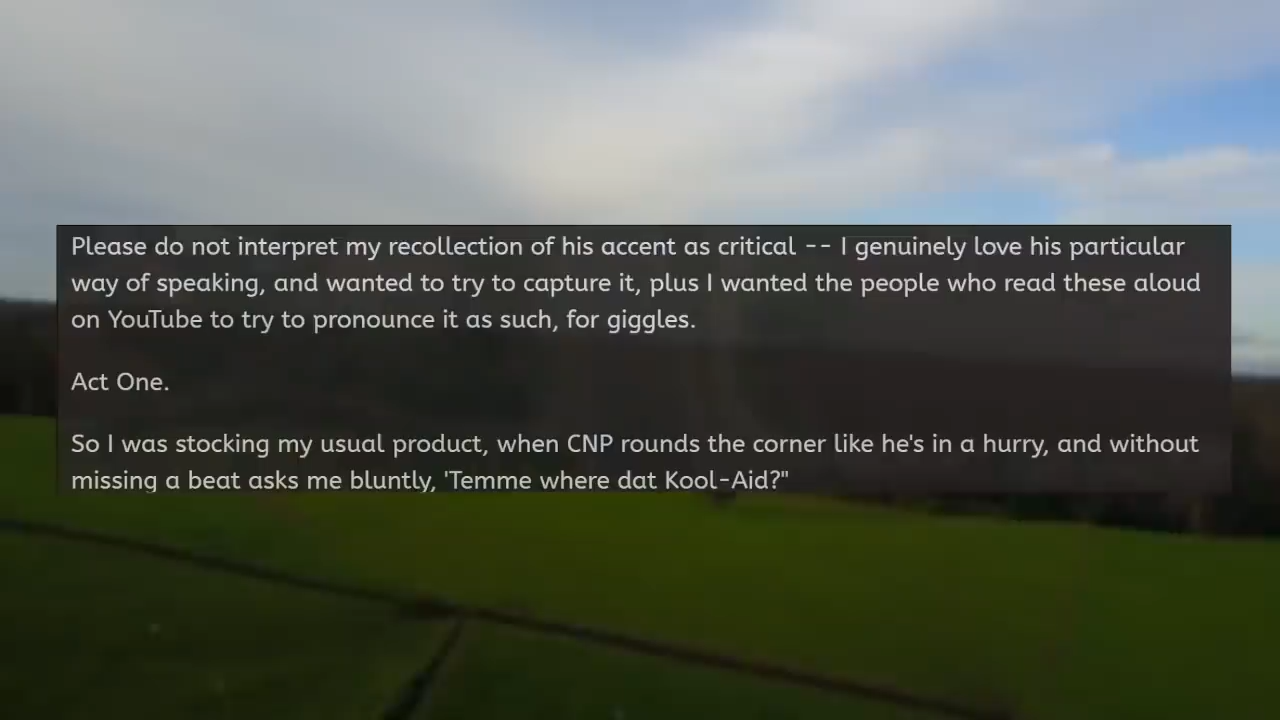 Please do not interpret my recollection of his accent as critical -- I genuinely love his particular
way of speaking, and wanted to try to capture it, plus I wanted the people who read these aloud
on YouTube to try to pronounce it as such, for giggles.
Act One.
So I was stocking my usual product, when CNP rounds the corner like he's in a hurry, and without
missing a beat asks me bluntly, 'Temme where dat Kool-Aid?"